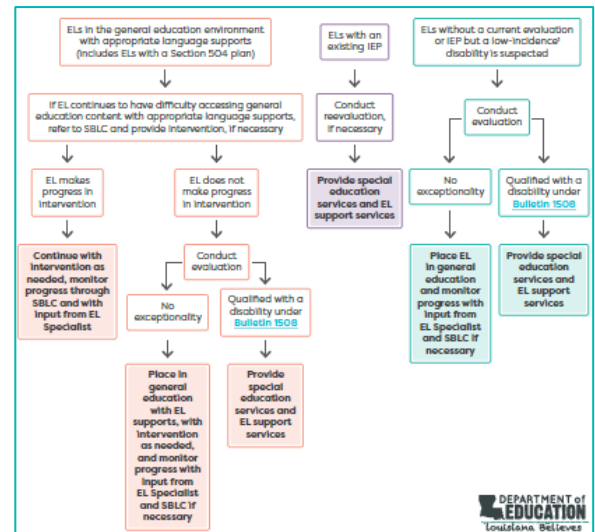 ELs in the general education environment
with appropriate language supports
(includes ELs with a Section 504 plan)
If EL continues to have difficulty accessing general
education content with appropriate language supports,
refer to SBLC and provide intervention, if necessary
EL makes
progress in
intervention
Continue with
intervention as
needed, monitor
progress through
SBLC and with
input from EL
Specialist
EL does not
make progress
in intervention
Conduct
evaluation
No
exceptionality
Place in
general
education
with EL
supports, with
intervention
as needed,
and monitor
progress with
input from
EL Specialist
and SBLC if
necessary
Qualified with a
disability under
Bulletin 1508
Provide
special
education
services and
EL support
services
ELs with an
existing IEP
Conduct
reevaluation,
if necessary
Provide special
education
services and EL
support services
ELs without a current evaluation
or IEP but a low-incidence¹
disability is suspected
Conduct
evaluation
No
exceptionality
Place EL
in general
education
and monitor
progress with
input from
EL Specialist
and SBLC if
necessary
Qualified with a
disability under
Bulletin 1508
Provide special
education
services and
EL support
services
DEPARTMENT of
EDUCATION
Louisiana Believes